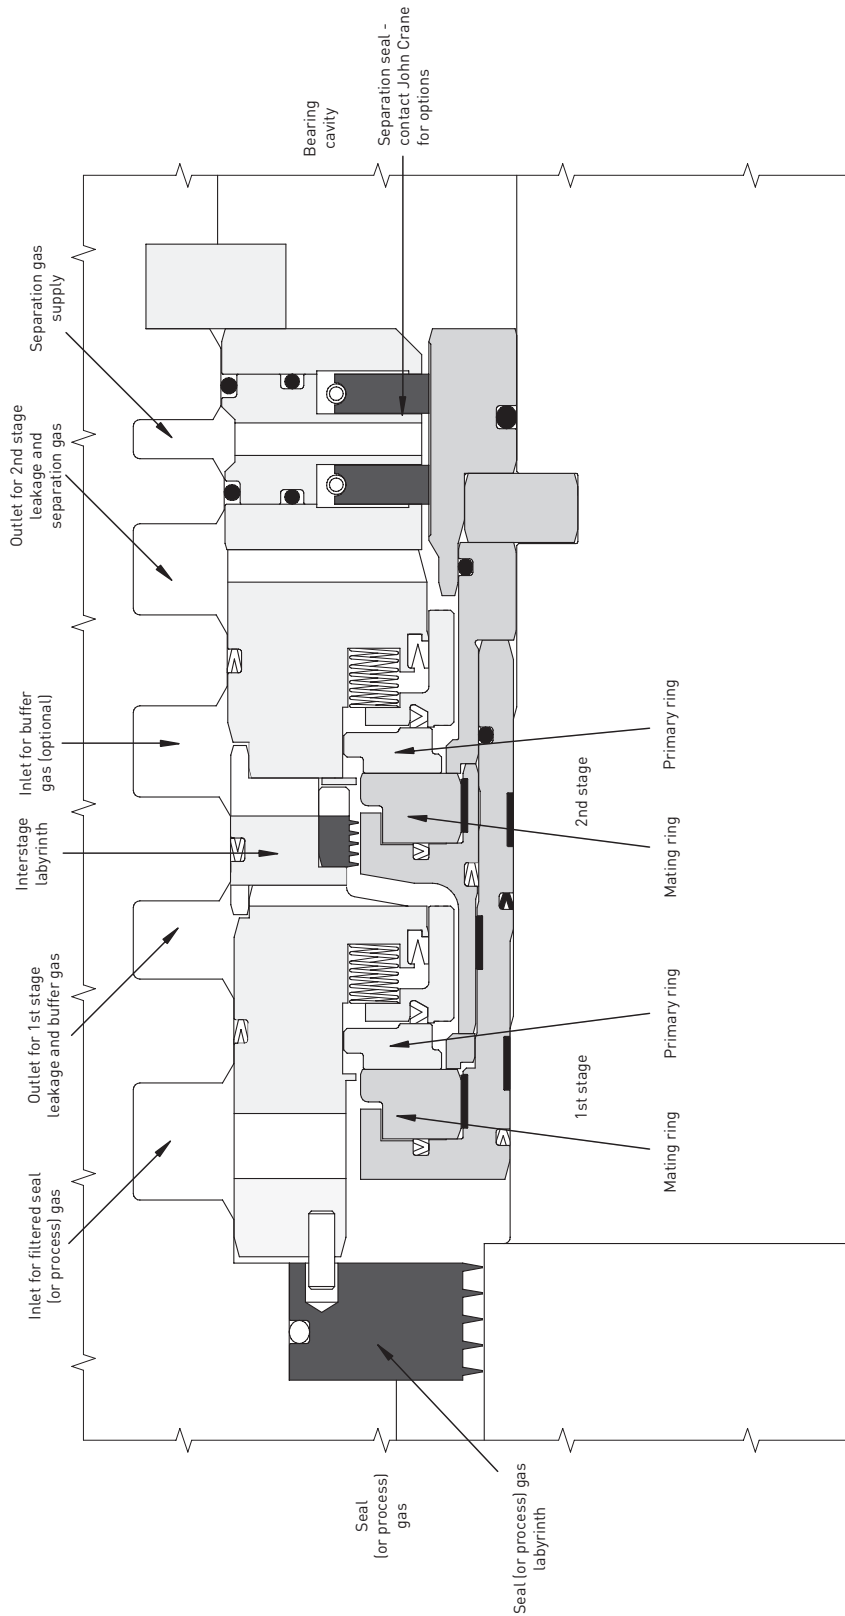 Inlet for filtered seal
(or process) gas
Outlet for 1st stage
leakage and buffer gas
Interstage
labyrinth
Inlet for buffer
gas (optional)
Outlet for 2nd stage
leakage and
separation gas
Separation gas
supply
Seal
(or process)
gas
Bearing
cavity
Seal (or process) gas
labyrinth
Separation seal -
contact John Crane
for options
1st stage
2nd stage
Mating ring
Primary ring
Mating ring
Primary ring